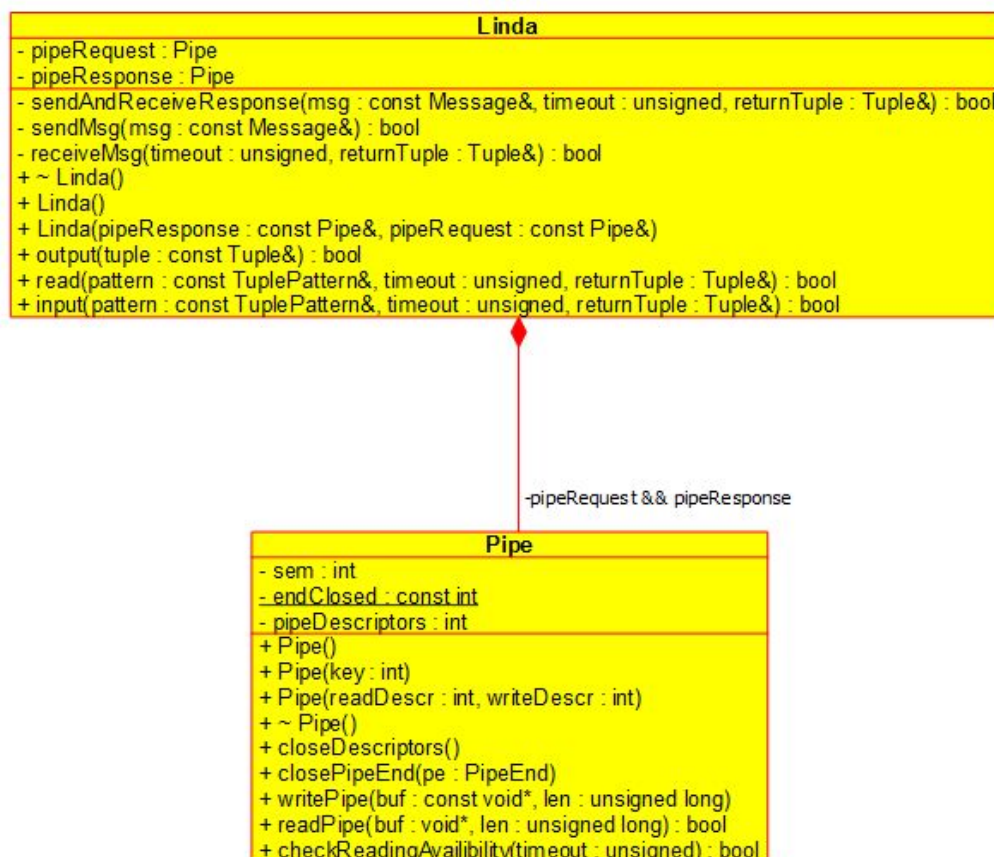 Linda
- pipeRequest : Pipe
- pipeResponse : Pipe
- sendAndReceiveResponse(msg : const Message&, timeout : unsigned, returnTuple : Tuple&) : bool
- sendMsg(msg : const Message&) : bool
- receiveMsg(timeout : unsigned, returnTuple : Tuple&) : bool
+ ~ Linda()
+ Linda()
+ Linda(pipeResponse : const Pipe&, pipeRequest : const Pipe&)
+ output(tuple : const Tuple&) : bool
+ read(pattern : const TuplePattern&, timeout : unsigned, returnTuple : Tuple&) : bool
+ input(pattern : const TuplePattern&, timeout : unsigned, returnTuple : Tuple&) : bool
-pipeRequest && pipeResponse
Pipe
- sem : int
- endClosed : const int
- pipeDescriptors : int
+ Pipe()
+ Pipe(key : int)
+ Pipe(readDescr : int, writeDescr : int)
+ ~ Pipe()
+ closeDescriptors()
+ closePipeEnd(pe : PipeEnd)
+ writePipe(buf : const void*, len : unsigned long)
+ readPipe(buf : void*, len : unsigned long) : bool
+ checkReadingAvailibility(timeout : unsigned) : bool